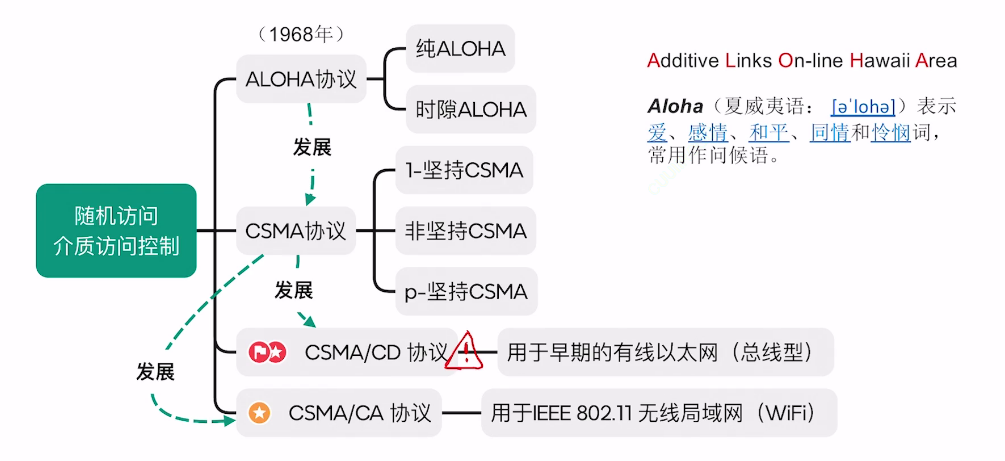 （1968年）
ALOHA协议
纯ALOHA
时隙ALOHA
发展
随机访问
介质访问控制
CSMA协议
1-坚持CSMA
非坚持CSMA
p-坚持CSMA
发展
发展
CSMA/CD 协议
用于早期的有线以太网（总线型）
CSMA/CA 协议
用于IEEE 802.11 无线局域网（WiFi）
Additive Links On-line Hawaii Area
Aloha（夏威夷语： [əˈlohə]）表示
爱、感情、和平、同情和怜悯词，
常用作问候语。